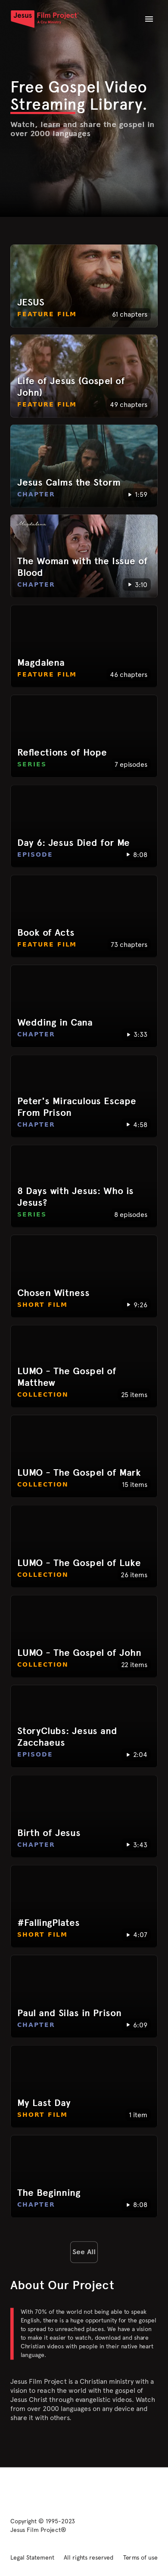 Jesus Film Project
Free Gospel Video
Streaming Library.
Watch, learn and share the gospel in
over 2000 languages
JESUS
FEATURE FILM
61 chapters
Life of Jesus (Gospel of
John)
FEATURE FILM
49 chapters
Jesus Calms the Storm
CHAPTER
1:59
Magdalena
The Woman with the Issue of
Blood
CHAPTER
3:10
Magdalena
FEATURE FILM
46 chapters
Reflections of Hope
SERIES
7 episodes
Day 6: Jesus Died for Me
EPISODE
8:08
Book of Acts
FEATURE FILM
73 chapters
Wedding in Cana
CHAPTER
3:33
Peter's Miraculous Escape
From Prison
CHAPTER
4:58
8 Days with Jesus: Who is
Jesus?
SERIES
8 episodes
Chosen Witness
SHORT FILM
9:26
LUMO - The Gospel of
Matthew
COLLECTION
25 items
LUMO - The Gospel of Mark
COLLECTION
15 items
LUMO - The Gospel of Luke
COLLECTION
26 items
LUMO - The Gospel of John
COLLECTION
22 items
StoryClubs: Jesus and
Zacchaeus
EPISODE
2:04
Birth of Jesus
CHAPTER
3:43
#FallingPlates
SHORT FILM
4:07
Paul and Silas in Prison
CHAPTER
6:09
My Last Day
SHORT FILM
1 item
The Beginning
CHAPTER
8:08
See All
About Our Project
With 70% of the world not being able to speak
English, there is a huge opportunity for the gospel
to spread to unreached places. We have a vision
to make it easier to watch, download and share
Christian videos with people in their native heart
language.
Jesus Film Project is a Christian ministry with a
vision to reach the world with the gospel of
Jesus Christ through evangelistic videos. Watch
from over 2000 languages on any device and
share it with others.
Copyright © 1995-2023
Jesus Film Project®
Legal Statement All rights reserved Terms of use